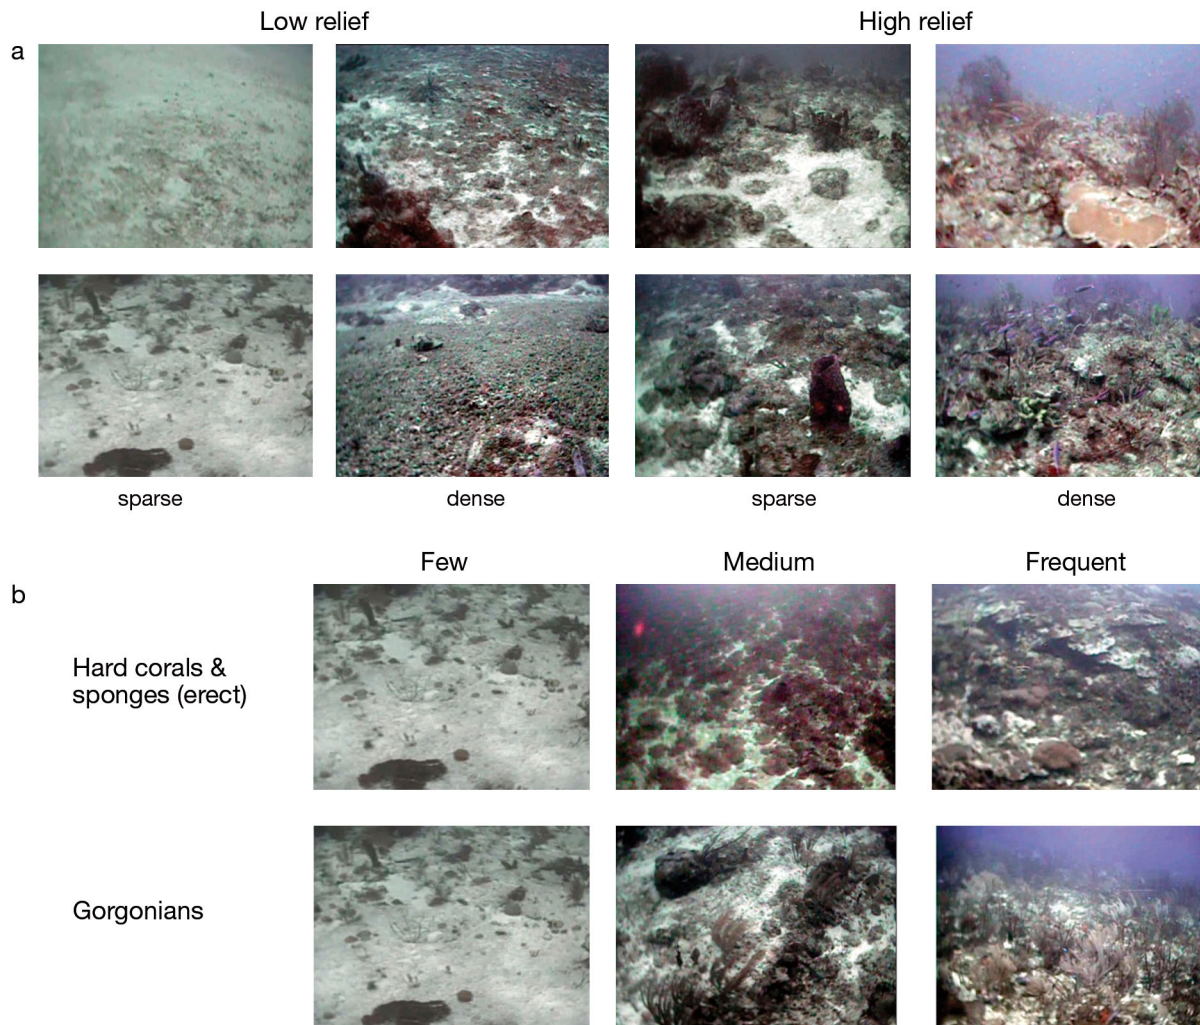 Low relief
High relief
a
sparse
dense
sparse
dense
Few
Medium
Frequent
b
Hard corals &
sponges (erect)
Gorgonians